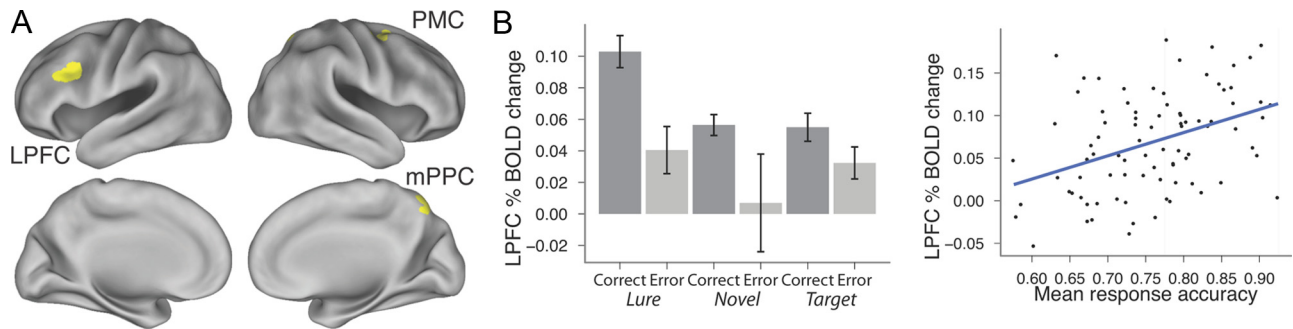 A
PMC
LPFC
mPPC
B
LPFC % BOLD change
0.10
0.08
0.06
0.04
0.02
0.00
−0.02
Correct Error Correct Error Correct Error
Lure Novel Target
LPFC % BOLD change
0.15
0.10
0.05
0.00
−0.05
0.60 0.65 0.70 0.75 0.80 0.85 0.90
Mean response accuracy